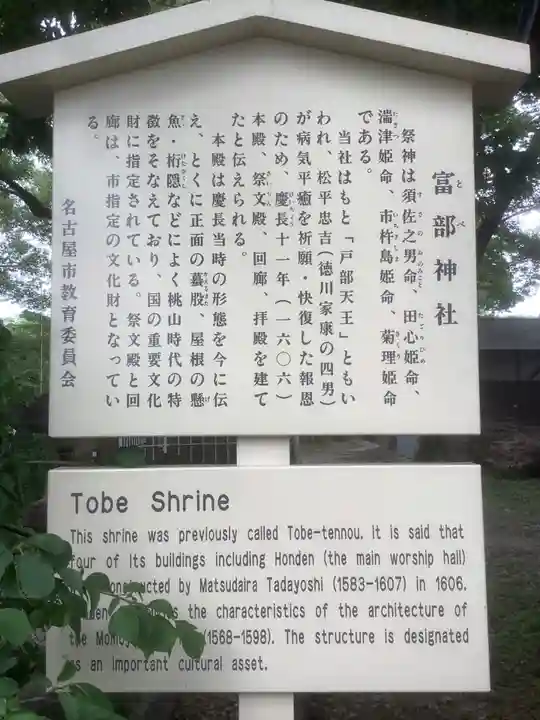 富部神社
祭神は須佐之男命、田心姫命、
湍津姫命、市杵島姫命、菊理姫命
である。
当社はもと「戸部天王」ともい
われ、松平忠吉(徳川家康の四男)
が病気平癒を祈願・快復した報恩
のため、慶長十一年(一六〇六)
本殿、祭文殿、回廊、拝殿を建て
たと伝えられる。
本殿は慶長当時の形態を今に伝
え、とくに正面の蟇股、屋根の懸
魚・桁隠などによく桃山時代の特
徴をそなえており、国の重要文化
財に指定されている。祭文殿と回
廊は、市指定の文化財となってい
る。
名古屋市教育委員会
Tobe Shrine
This shrine was previously called Tobe-tennou. It is said that
four of its buildings including Honden (the main worship hall)
constructed by Matsudaira Tadayoshi (1583-1607) in 1606.
the characteristics of the architecture of
the (1568-1598). The structure is designated
as an important cultural asset.